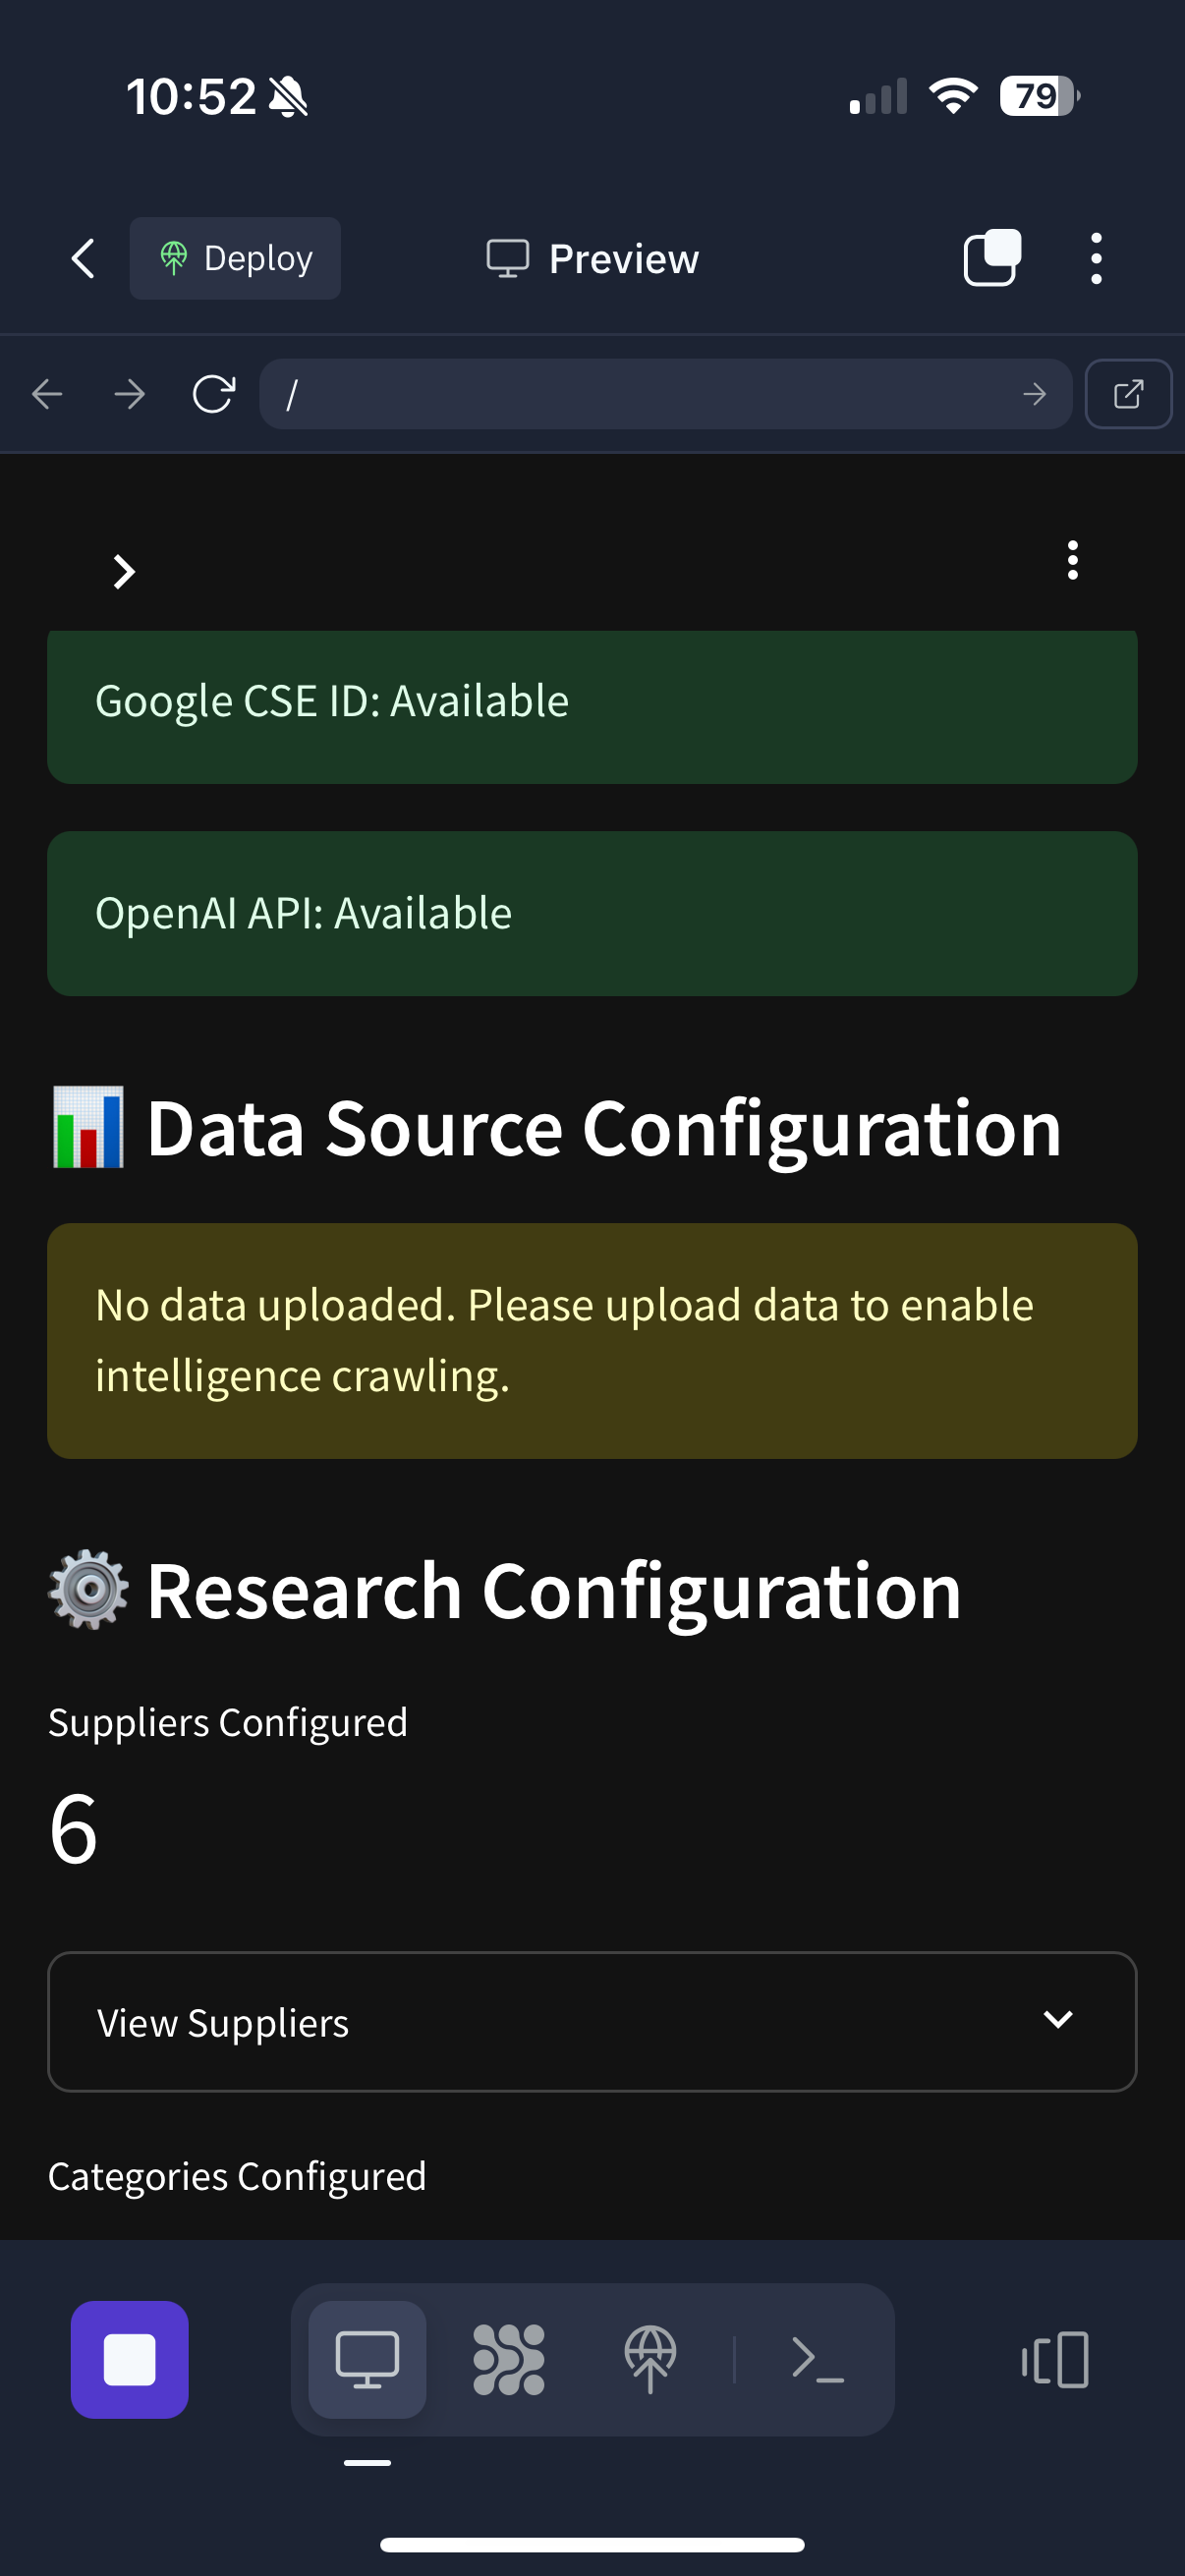 10:52
79
Deploy
Preview
/
Google CSE ID: Available
OpenAI API: Available
Data Source Configuration
No data uploaded. Please upload data to enable
intelligence crawling.
Research Configuration
Suppliers Configured
6
View Suppliers
Categories Configured